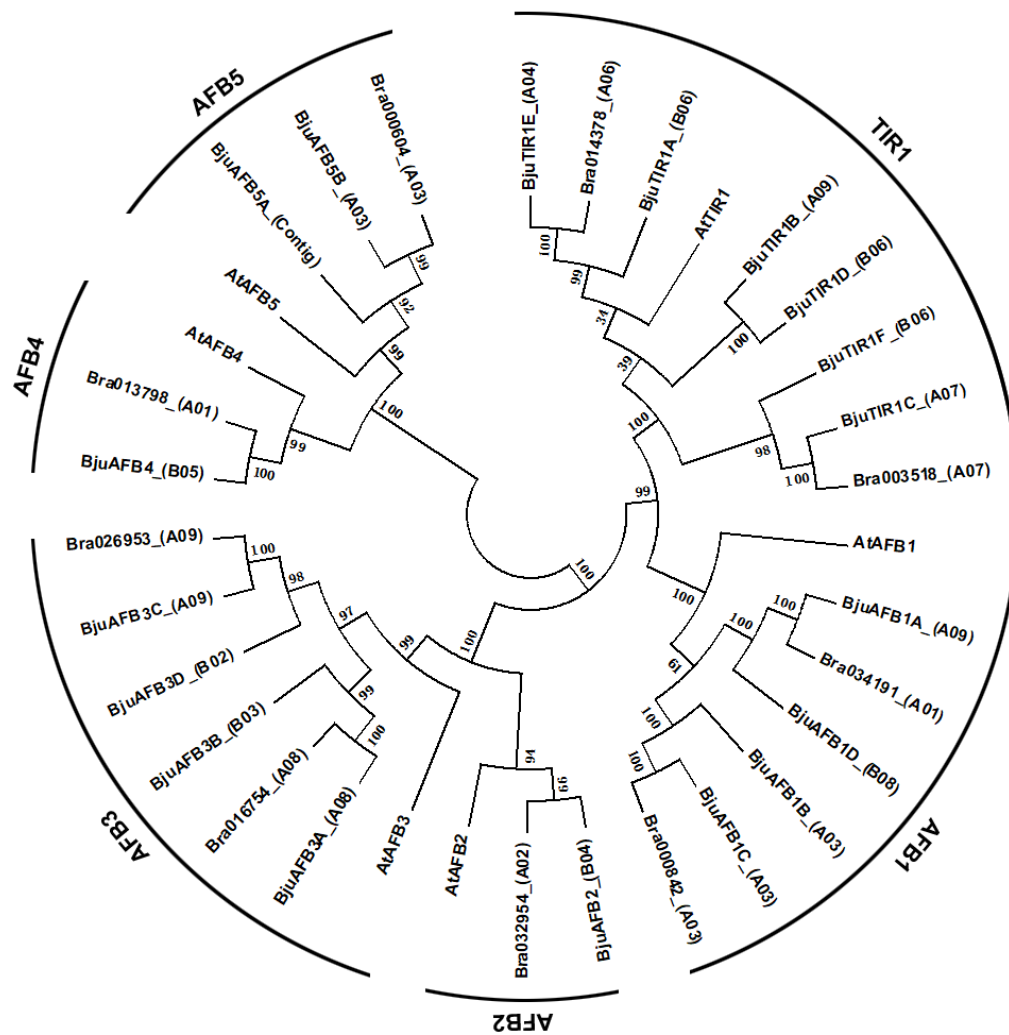 AFB5
Bra000604_(A03)
BjuAFB5B_(A03)
BjuAFB5A_(Contig)
AtAFB5
99
92
99
100
AFB4
AtAFB4
Bra013798_(A01)
BjuAFB4_(B05)
99
100
TIR1
BjuTIR1E_(A04)
Bra014378_(A06)
BjuTIR1A_(B06)
AtTIR1
BjuTIR1B_(A09)
BjuTIR1D_(B06)
BjuTIR1F_(B06)
BjuTIR1C_(A07)
Bra003518_(A07)
100
99
34
39
100
100
98
100
99
AFB1
AtAFB1
BjuAFB1A_(A09)
Bra034191_(A01)
BjuAFB1D_(B08)
BjuAFB1B_(A03)
BjuAFB1C_(A03)
Bra000842_(A03)
100
100
100
61
100
100
100
AFB2
BjuAFB2_(B04)
Bra032954_(A02)
AtAFB2
94
99
100
AFB3
AtAFB3
BjuAFB3A_(A08)
Bra016754_(A08)
BjuAFB3B_(B03)
BjuAFB3D_(B02)
BjuAFB3C_(A09)
Bra026953_(A09)
100
98
97
99
99
100